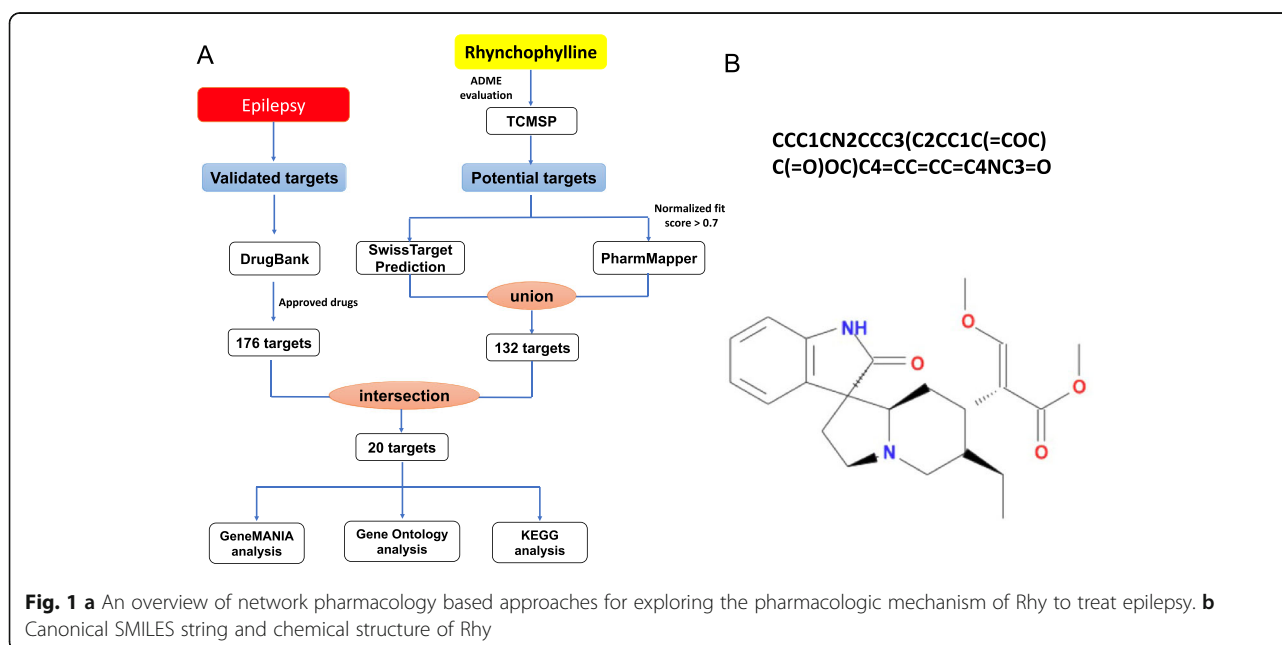 A
Rhynchophylline
ADME
evaluation
Epilepsy
TCMSP
Validated targets
Potential targets
Normalized fit
score > 0.7
DrugBank
SwissTarget
Prediction
PharmMapper
union
Approved drugs
176 targets
132 targets
intersection
20 targets
GeneMANIA
analysis
Gene Ontology
analysis
KEGG
analysis
B
CCC1CN2CCC3(C2CC1C(=COC)
C(=O)OC)C4=CC=CC=C4NC3=O
NH
O
O
O
N
O
Fig. 1 a An overview of network pharmacology based approaches for exploring the pharmacologic mechanism of Rhy to treat epilepsy. b
Canonical SMILES string and chemical structure of Rhy